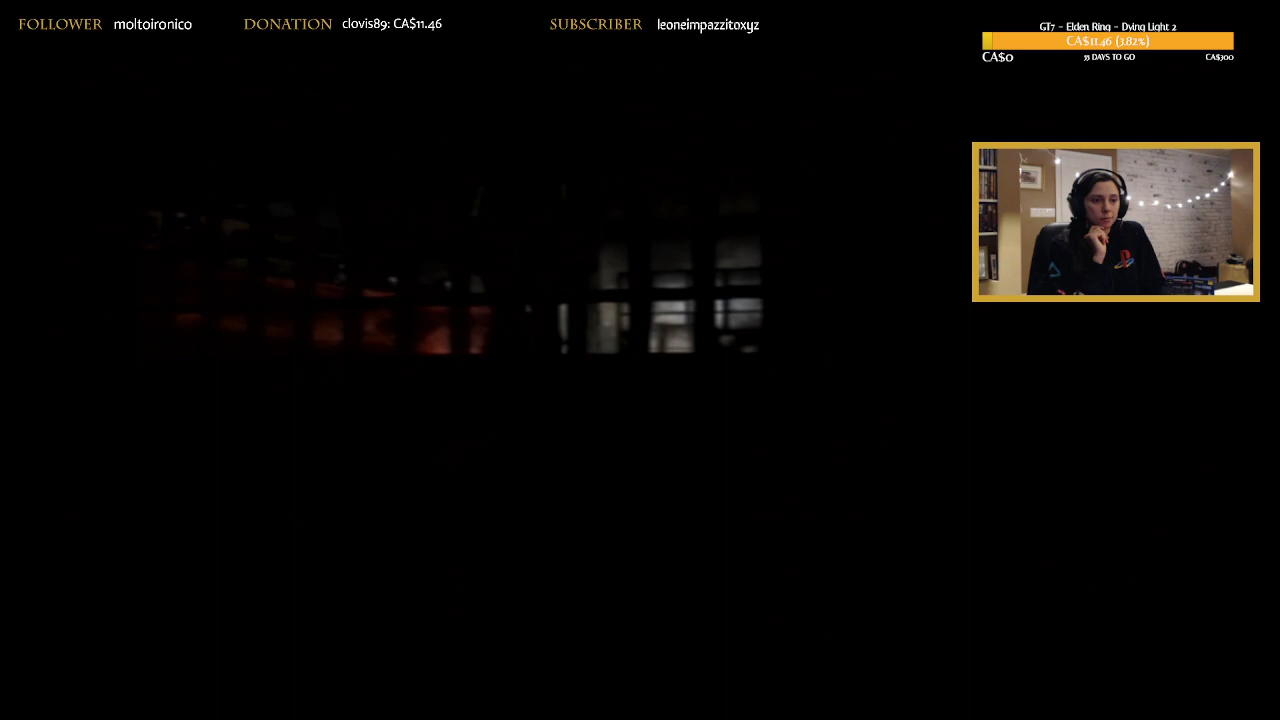 FOLLOWER moltoironico DONATION clovis89: CA$11.46 SUBSCRIBER leoneimpazzitoxyz
GT7 - Elden Ring - Dying Light 2
CA$11.46 (3.82%)
CA$0 33 DAYS TO GO CA$300